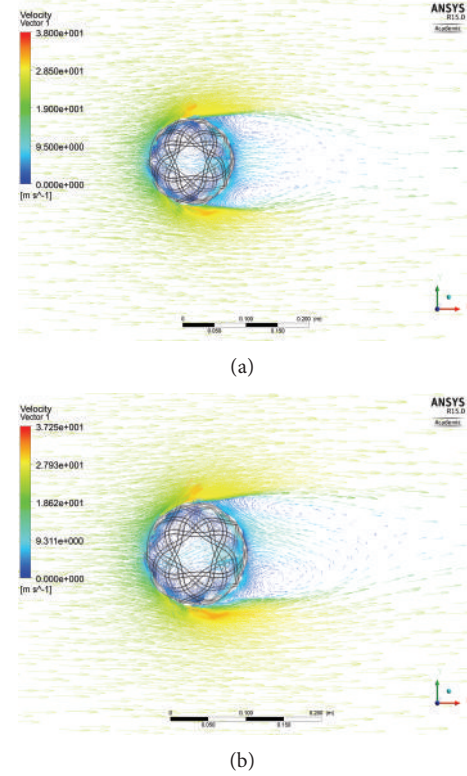 Velocity
Vector 1
ANSYS
R15.0
Academic
3.800e+001
2.850e+001
1.900e+001
9.500e+000
0.000e+000
[m s^-1]
0 0.100 0.200 (m)
0.050 0.150
(a)
Velocity
Vector 1
ANSYS
R15.0
Academic
3.725e+001
2.793e+001
1.862e+001
9.311e+000
0.000e+000
[m s^-1]
0 0.100 0.200 (m)
0.050 0.150
(b)